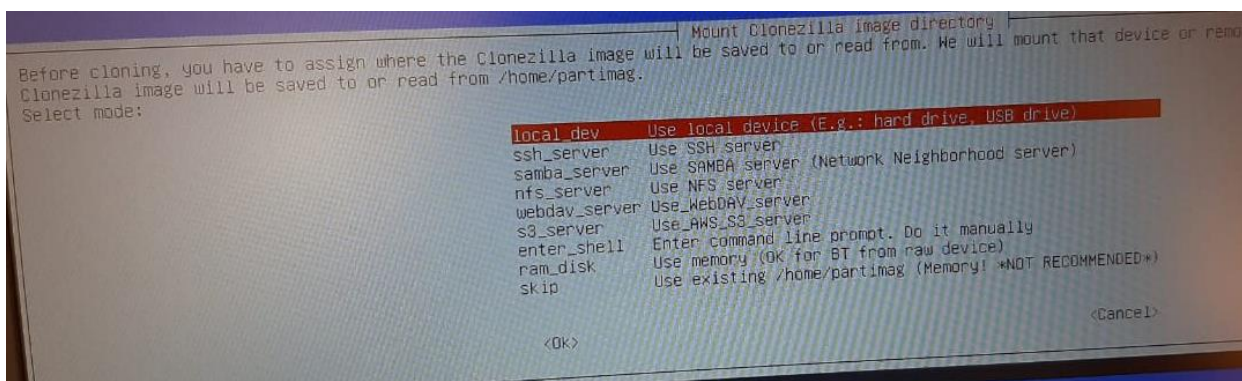 Mount Clonezilla image directory
Before cloning, you have to assign where the Clonezilla image will be saved to or read from. We will mount that device or remo
Clonezilla image will be saved to or read from /home/partimag.
Select mode:
local_dev Use local device (E.g.: hard drive, USB drive)
ssh_server Use SSH server
samba_server Use SAMBA server (Network Neighborhood server)
nfs_server Use NFS server
webdav_server Use_WebDAV_server
s3_server Use_AWS_S3_server
enter_shell Enter command line prompt. Do it manually
ram_disk Use memory (OK for BT from raw device)
skip Use existing /home/partimag (Memory! *NOT RECOMMENDED*)
<Ok> <Cancel>